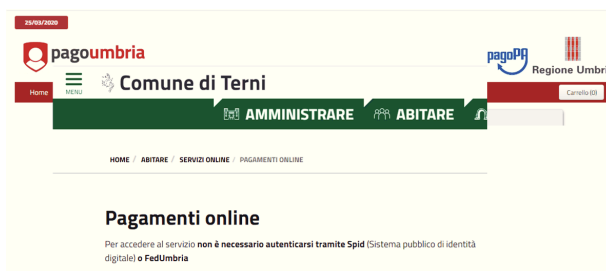 25/03/2020
pagoumbria
pagoPA
Regione Umbri
Home
MENU
Comune di Terni
Carrello (0)
AMMINISTRARE
ABITARE
HOME / ABITARE / SERVIZI ONLINE / PAGAMENTI ONLINE
Pagamenti online
Per accedere al servizio non è necessario autenticarsi tramite Spid (Sistema pubblico di identità
digitale) o FedUmbria